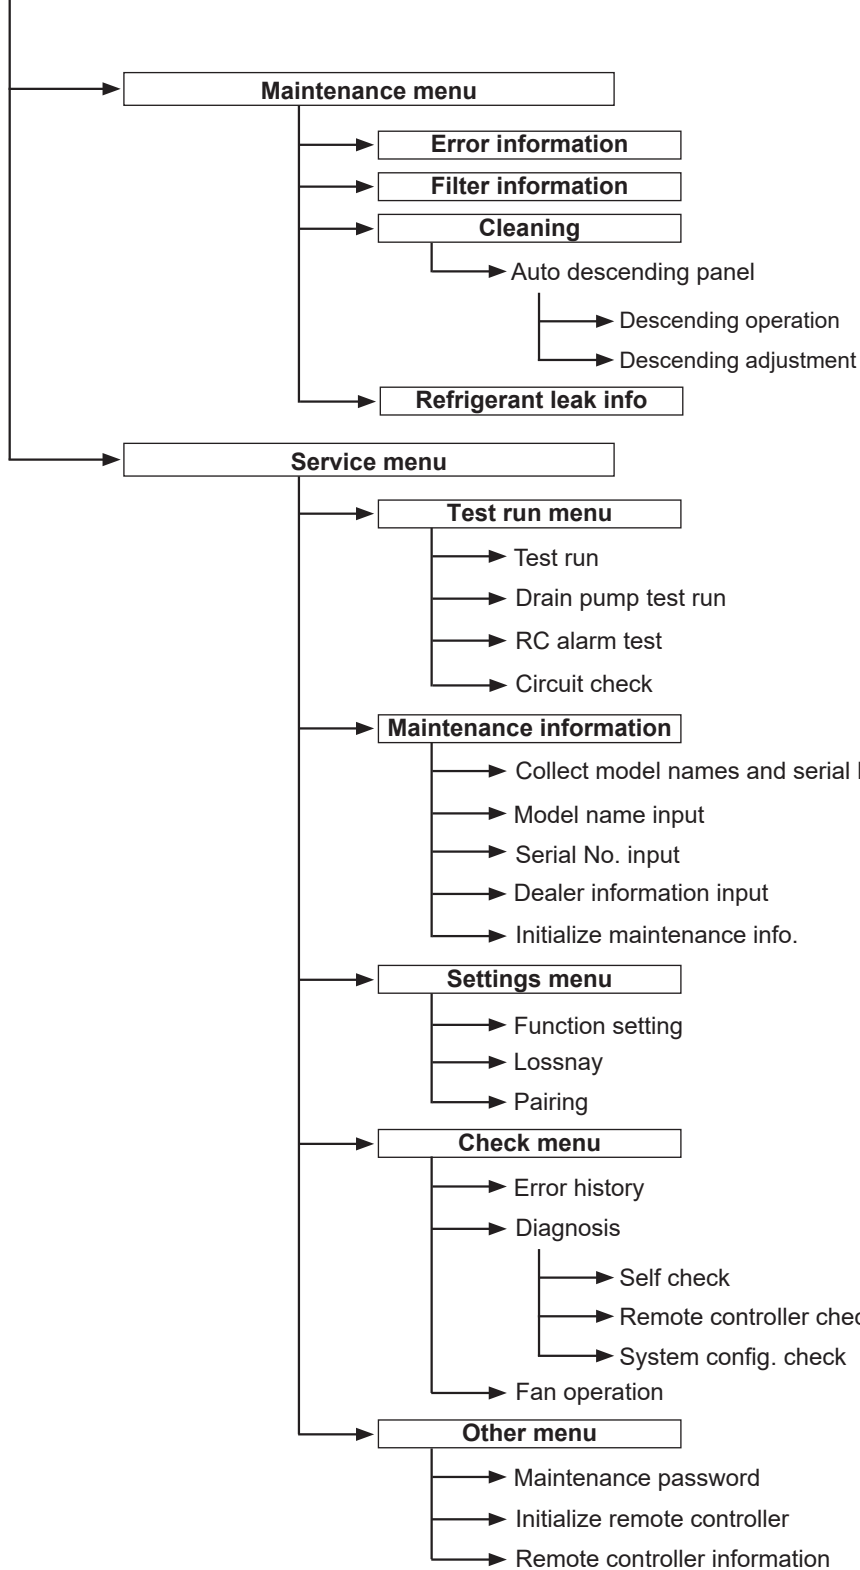 Maintenance menu
Error information
Filter information
Cleaning
Auto descending panel
Descending operation
Descending adjustment
Refrigerant leak info
Service menu
Test run menu
Test run
Drain pump test run
RC alarm test
Circuit check
Maintenance information
Collect model names and serial
Model name input
Serial No. input
Dealer information input
Initialize maintenance info.
Settings menu
Function setting
Lossnay
Pairing
Check menu
Error history
Diagnosis
Self check
Remote controller
System config. check
Fan operation
Other menu
Maintenance password
Initialize remote controller
Remote controller information